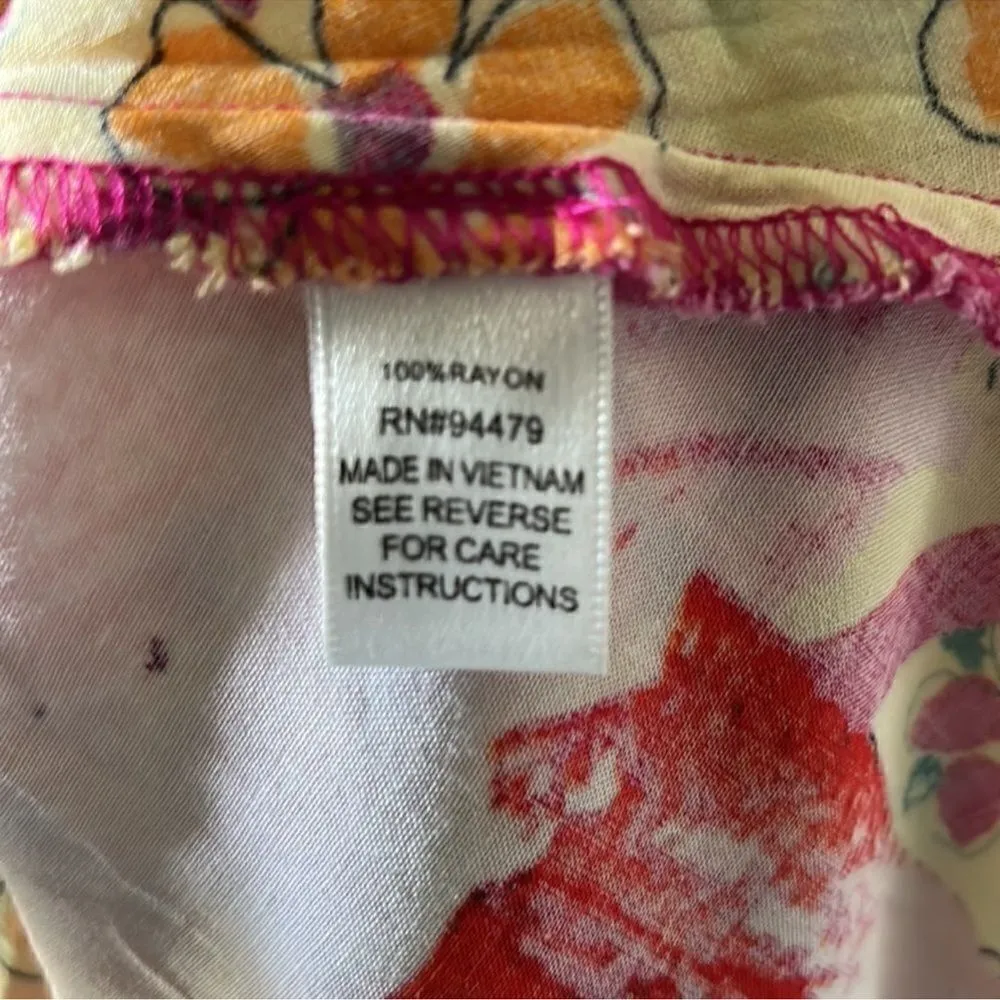 100%RAYON
RN#94479
MADE IN VIETNAM
SEE REVERSE
FOR CARE
INSTRUCTIONS